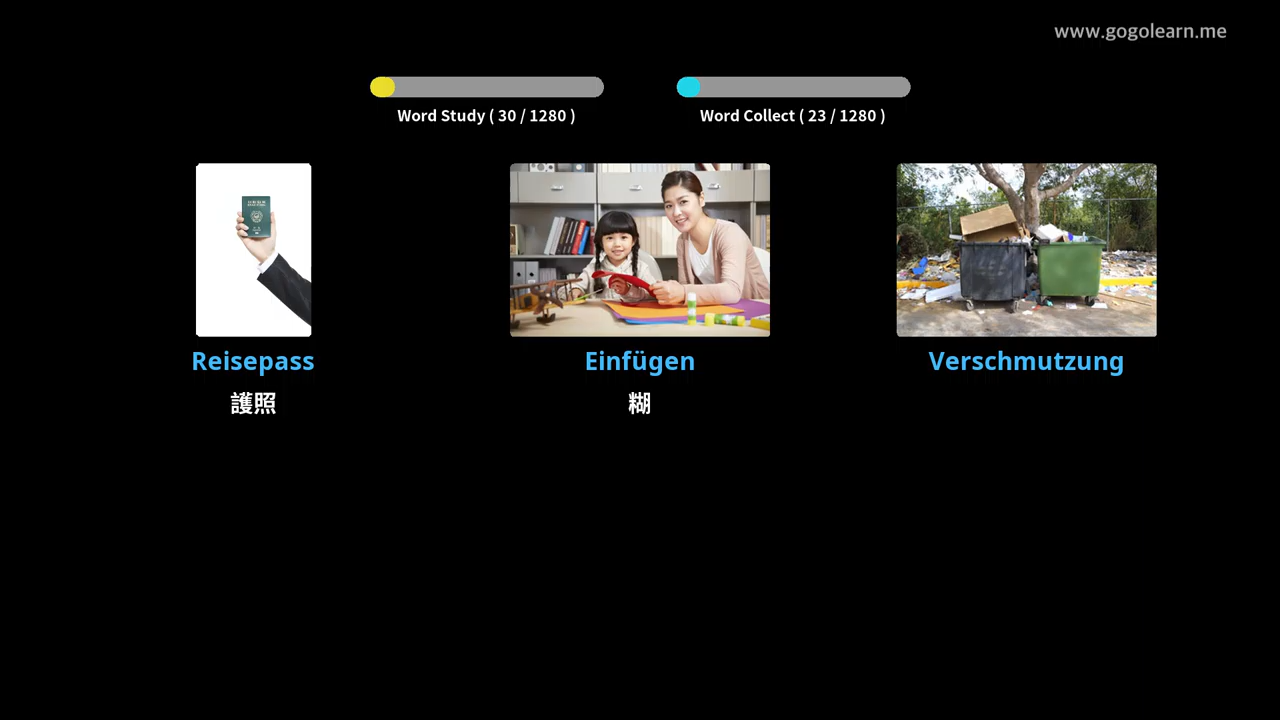 www.gogolearn.me
Word Study ( 30 / 1280 )
Word Collect ( 23 / 1280 )
Reisepass
Einfügen
Verschmutzung
護照
糊